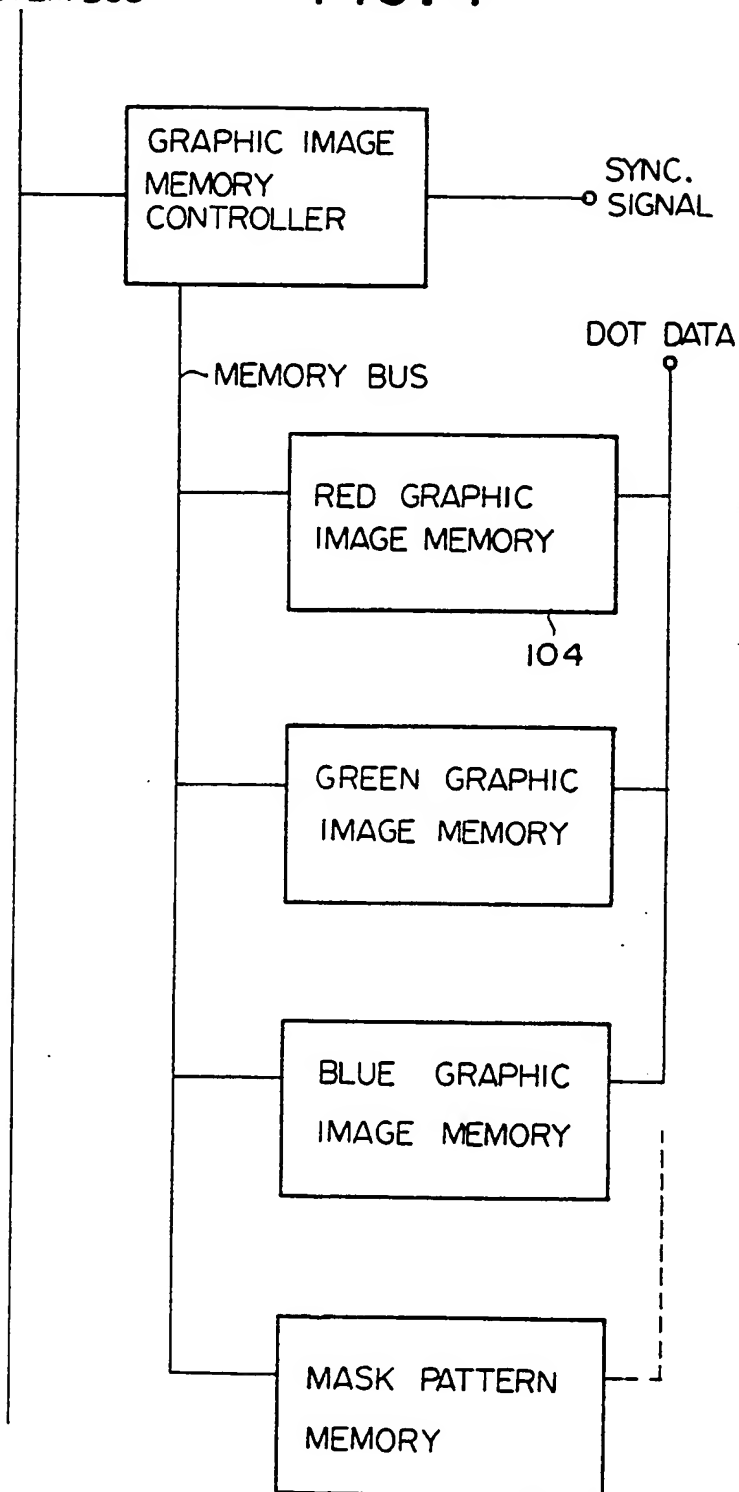 GRAPHIC IMAGE
MEMORY
CONTROLLER
SYNC.
SIGNAL
DOT DATA
MEMORY BUS
RED GRAPHIC
IMAGE MEMORY
104
GREEN GRAPHIC
IMAGE MEMORY
BLUE GRAPHIC
IMAGE MEMORY
MASK PATTERN
MEMORY